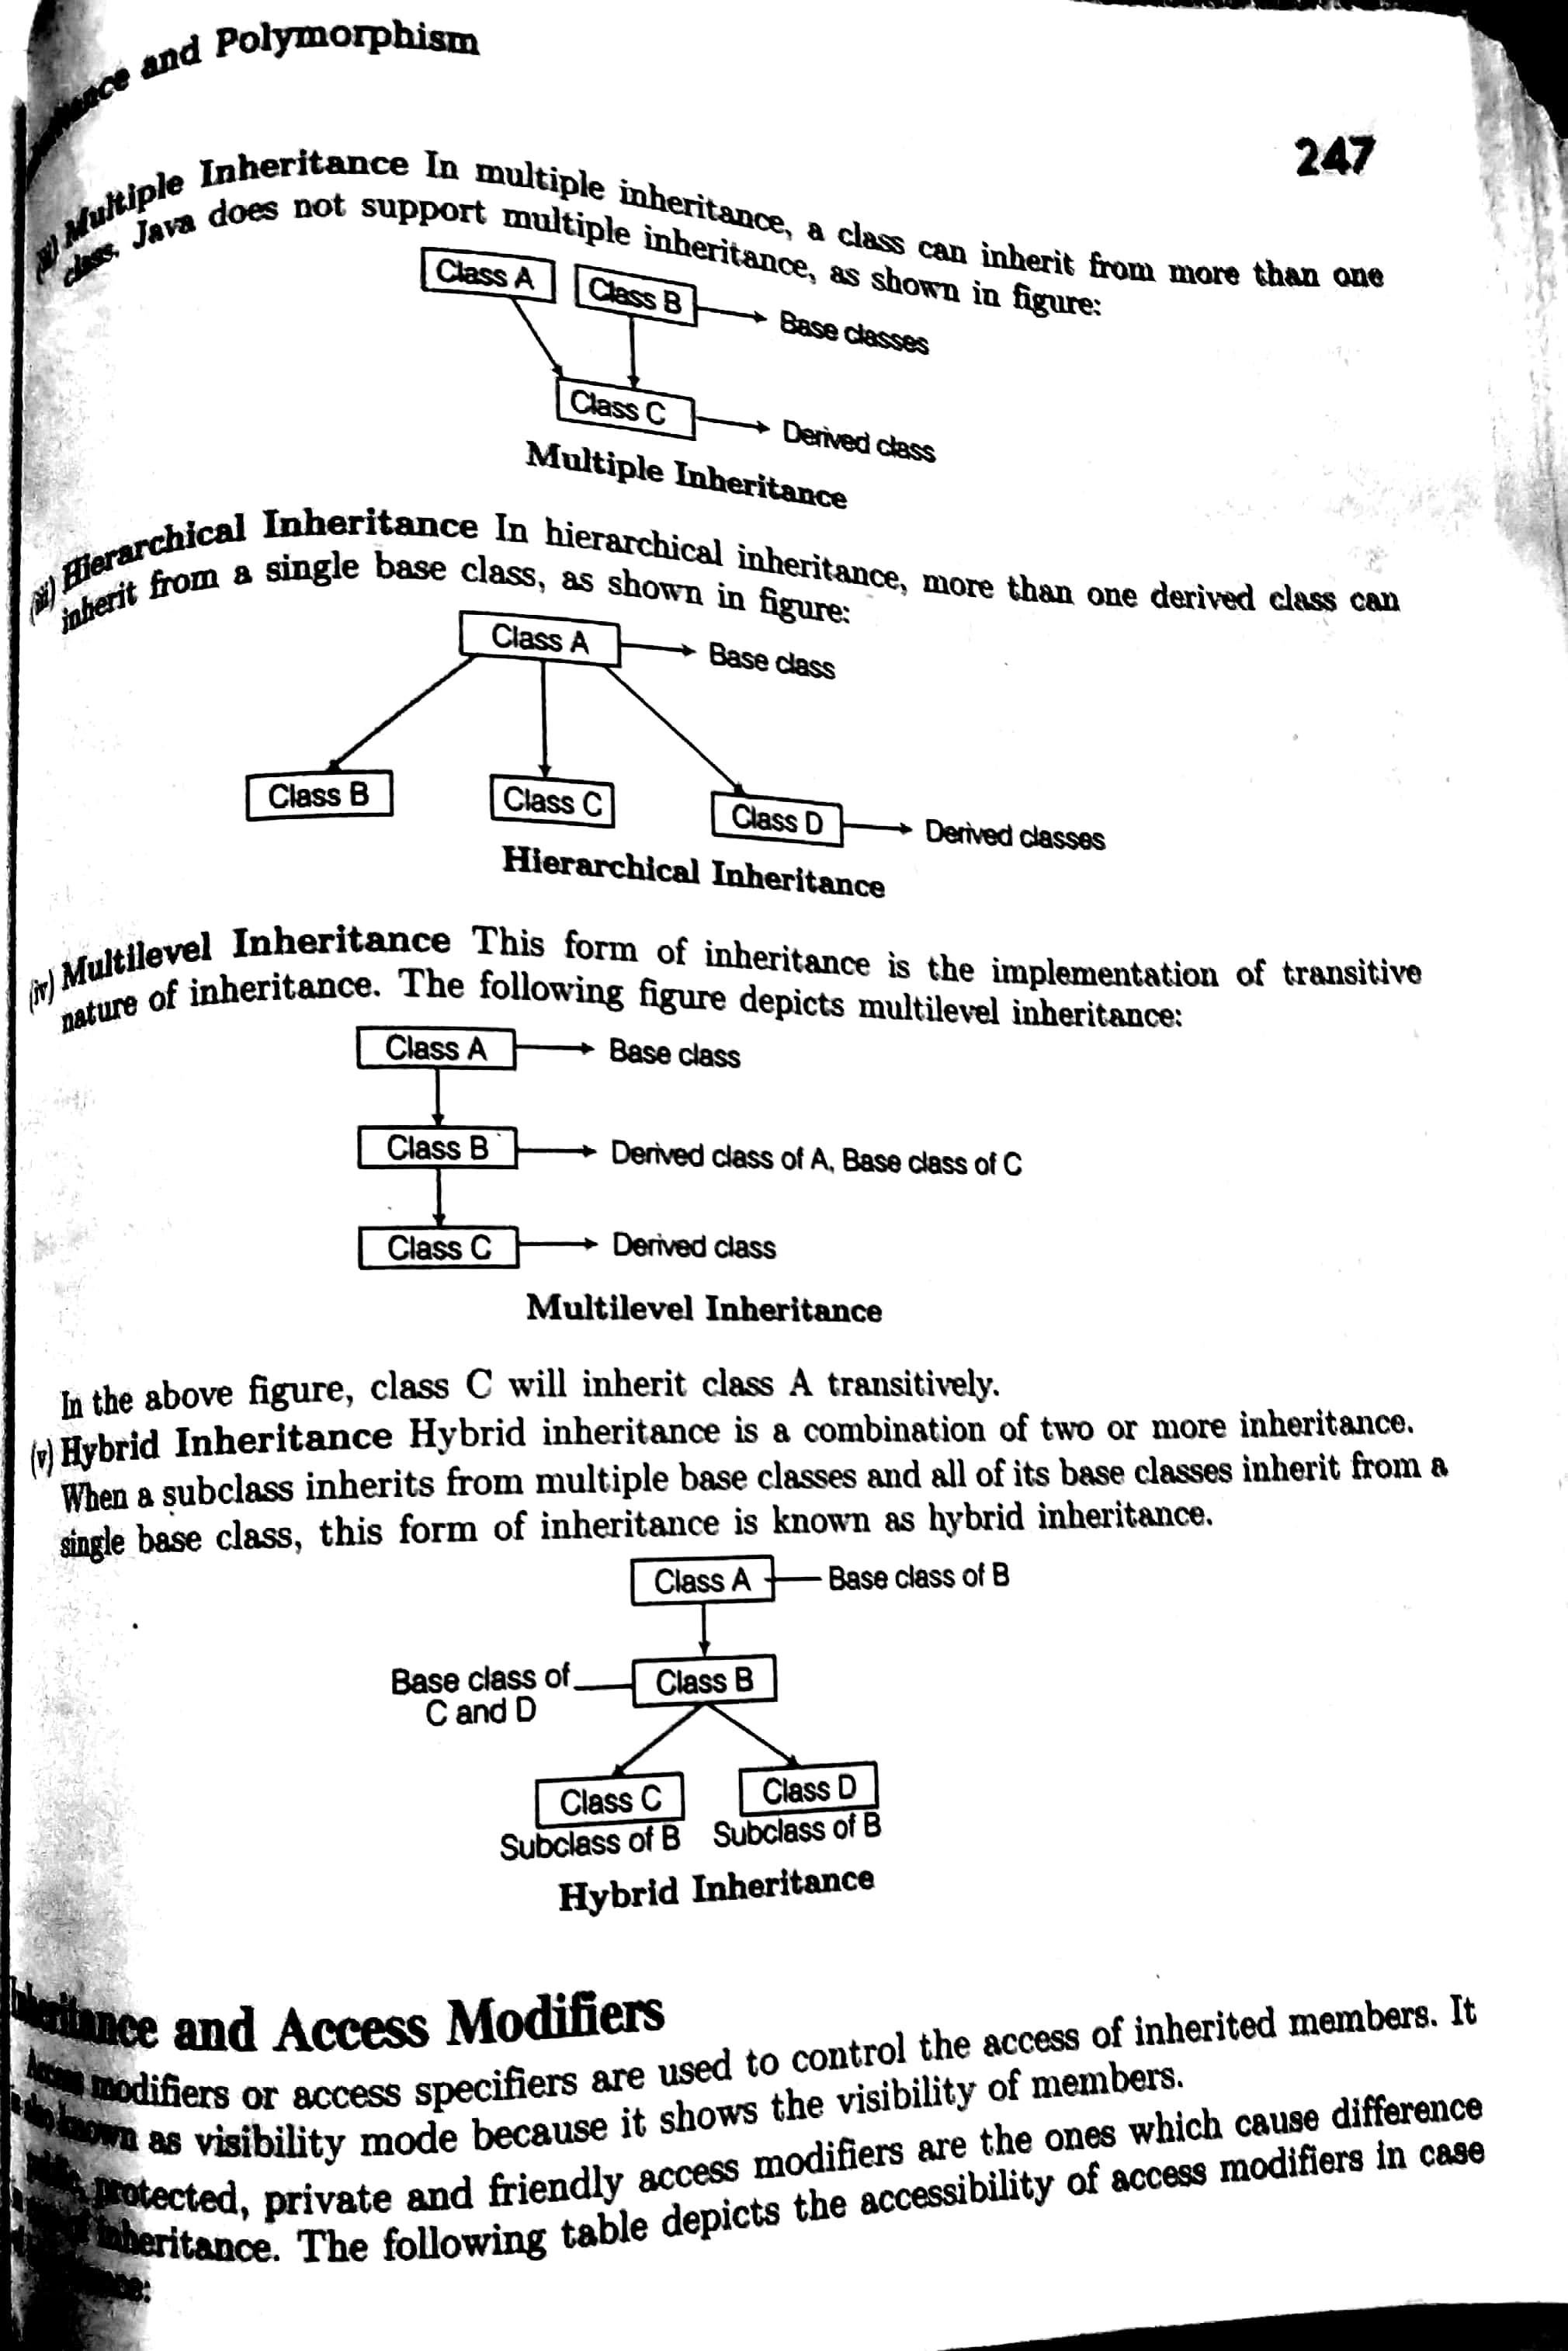 and Polymorphism
247
Multiple Inheritance In multiple inheritance, a class can inherit from more than one
class. Java does not support multiple inheritance, as shown in figure:
Class A
Class B
Base classes
Class C
Derived class
Multiple Inheritance
(iii) Hierarchical Inheritance In hierarchical inheritance, more than one derived class can
inherit from a single base class, as shown in figure:
Class A
Base class
Class B
Class C
Class D
Derived classes
Hierarchical Inheritance
(iv) Multilevel Inheritance This form of inheritance is the implementation of transitive
nature of inheritance. The following figure depicts multilevel inheritance:
Class A
Base class
Class B
Derived class of A, Base class of C
Class C
Derived class
Multilevel Inheritance
In the above figure, class C will inherit class A transitively.
(v) Hybrid Inheritance Hybrid inheritance is a combination of two or more inheritance.
When a subclass inherits from multiple base classes and all of its base classes inherit from a
single base class, this form of inheritance is known as hybrid inheritance.
Class A
Base class of B
Base class of
C and D
Class B
Class C
Class D
Subclass of B
Subclass of B
Hybrid Inheritance
Inheritance and Access Modifiers
Access modifiers or access specifiers are used to control the access of inherited members. It
known as visibility mode because it shows the visibility of members.
protected, private and friendly access modifiers are the ones which cause difference
inheritance. The following table depicts the accessibility of access modifiers in case